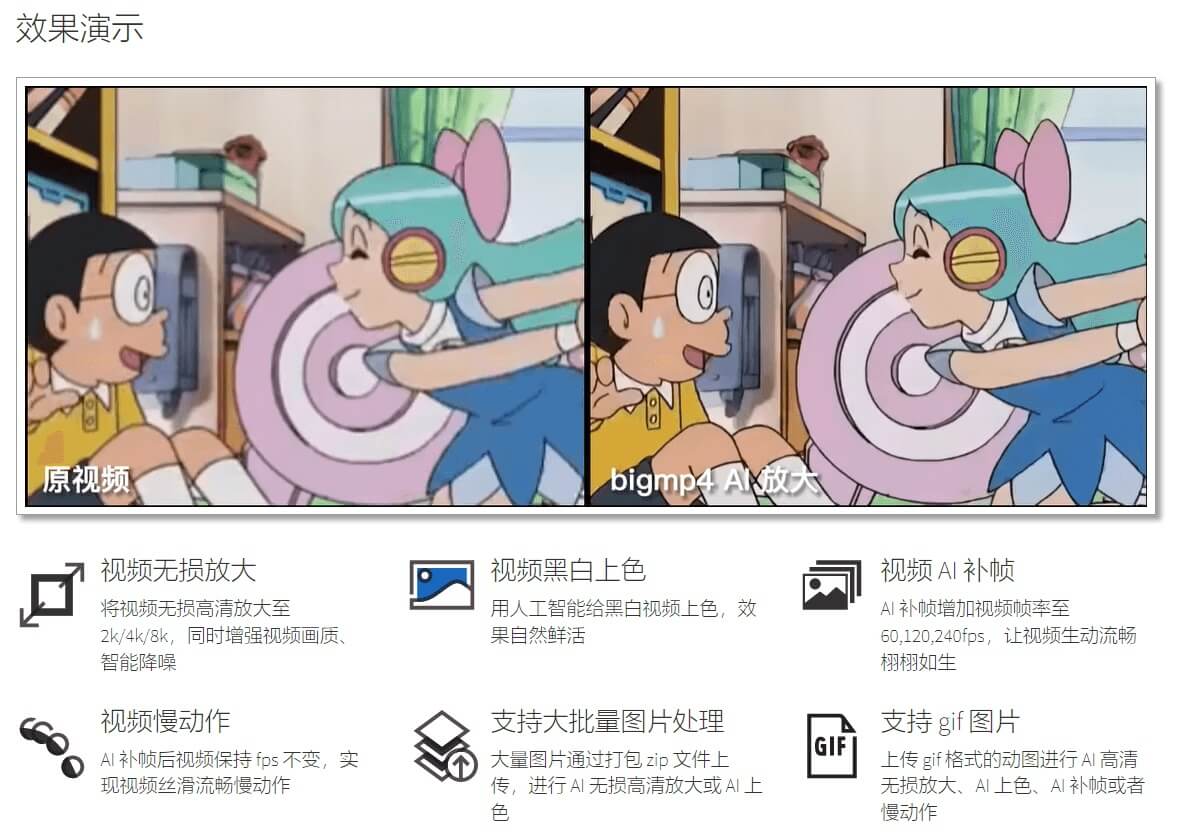 效果演示
原视频
bigmp4 AI 放大
视频无损放大
将视频无损高清放大至
2k/4k/8k，同时增强视频画质、
智能降噪
视频黑白上色
用人工智能给黑白视频上色，效
果自然鲜活
视频 AI 补帧
AI 补帧增加视频帧率至
60,120,240fps，让视频生动流畅
栩栩如生
视频慢动作
AI 补帧后视频保持 fps 不变，实
现视频丝滑流畅慢动作
支持大批量图片处理
大量图片通过打包 zip 文件上
传，进行 AI 无损高清放大或 AI 上
色
GIF
支持 gif 图片
上传 gif 格式的动图进行 AI 高清
无损放大、AI 上色、AI 补帧或者
慢动作